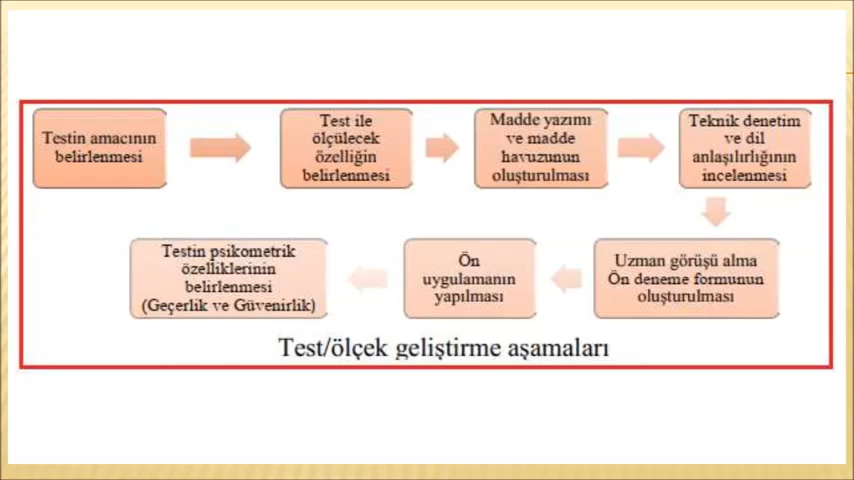 Testin amacının
belirlenmesi
Test ile
ölçülecek
özelliğin
belirlenmesi
Madde yazımı
ve madde
havuzunun
oluşturulması
Teknik denetim
ve dil
anlaşılırlığının
incelenmesi
Uzman görüşü alma
Ön deneme formunun
oluşturulması
Ön
uygulamanın
yapılması
Testin psikometrik
özelliklerinin
belirlenmesi
(Geçerlik ve Güvenirlik)
Test/ölçek geliştirme aşamaları